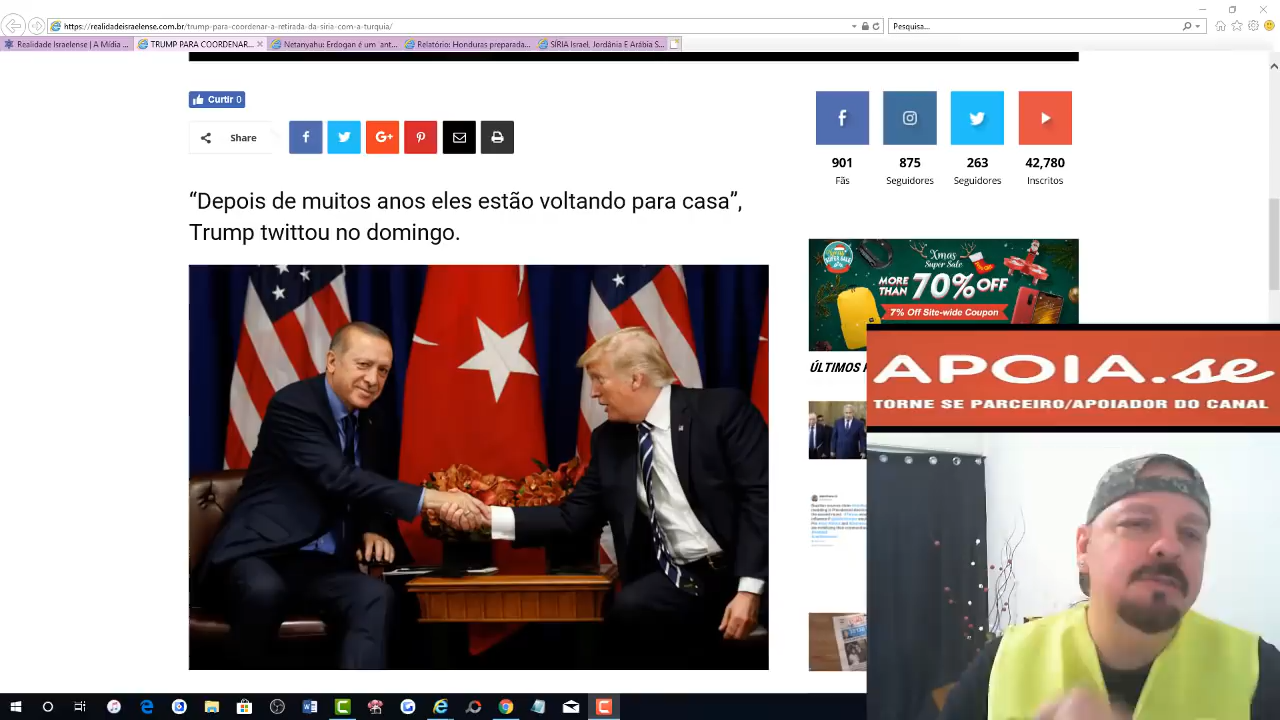 https://realidadeisraelense.com.br/trump-para-coordenar-a-retirada-da-siria-com-a-turquia/
Pesquisa...
Realidade Israelense | A Mídia ...
TRUMP PARA COORDENAR...
Netanyahu Erdogan é um 'ant...
Relatório: Honduras preparada...
SÍRIA Israel, Jordânia E Arábia S...
Curtir 0
Share
901
875
263
42,780
Fãs
Seguidores
Seguidores
Inscritos
“Depois de muitos anos eles estão voltando para casa”,
Trump twittou no domingo.
Xmas
Super Sale
MORE
THAN 70% OFF
7% Off Site-wide Coupon
ÚLTIMOS
APOIA.se
TORNE SE PARCEIRO/APOIADOR DO CANAL